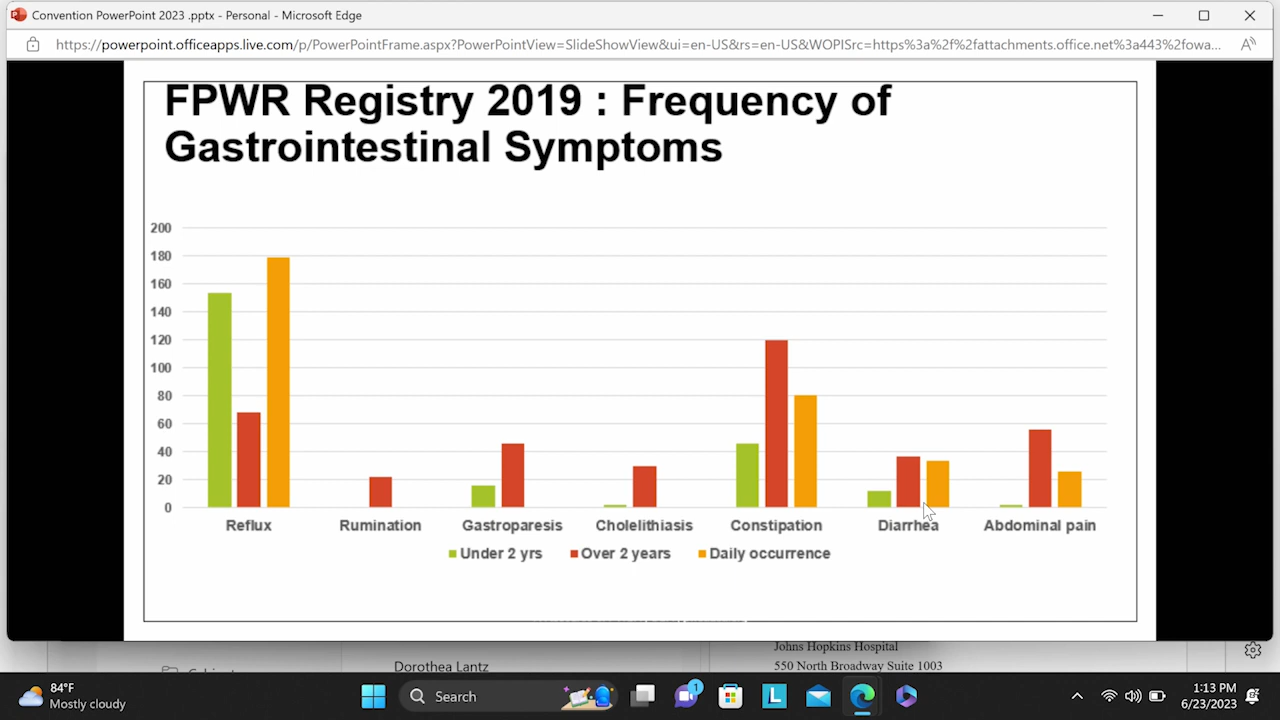 Convention PowerPoint 2023 .pptx - Personal - Microsoft Edge
https://powerpoint.officeapps.live.com/p/PowerPointFrame.aspx?PowerPointView=SlideShowView&ui=en-US&rs=en-US&WOPISrc=https%3a%2f%2fattachments.office.net%3a443%2fowa...
FPWR Registry 2019 : Frequency of
Gastrointestinal Symptoms
200
180
160
140
120
100
80
60
40
20
0
Reflux Rumination Gastroparesis Cholelithiasis Constipation Diarrhea Abdominal pain
Under 2 yrs Over 2 years Daily occurrence
Johns Hopkins Hospital
Dorothea Lantz
550 North Broadway Suite 1003
84°F
Mostly cloudy
Search
1
L
1:13 PM
6/23/2023